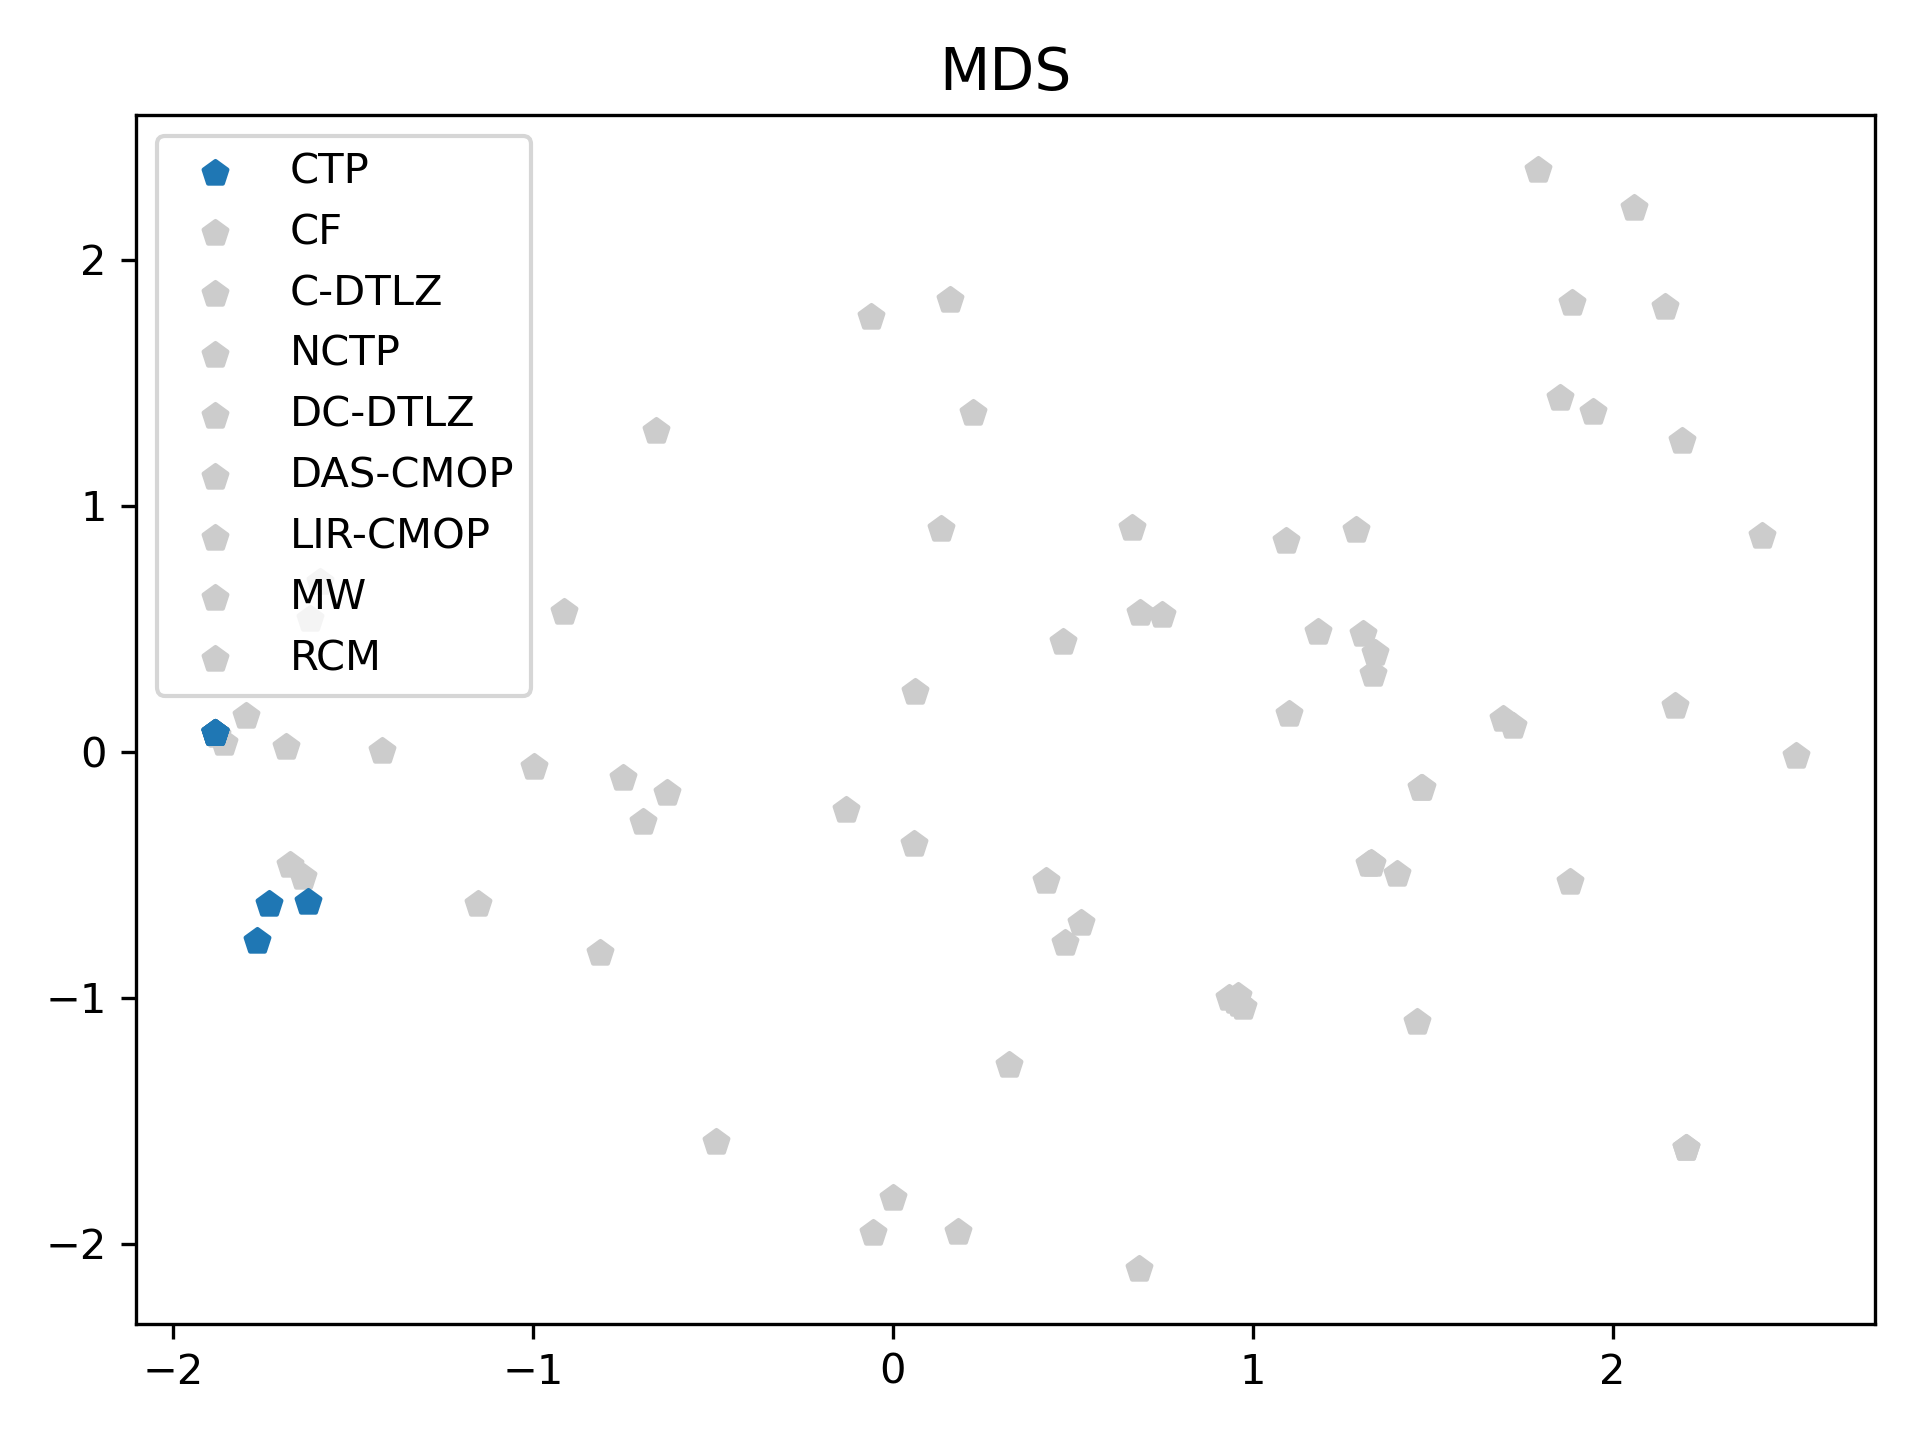 MDS
CTP
CF
C-DTLZ
NCTP
DC-DTLZ
DAS-CMOP
LIR-CMOP
MW
RCM
2
1
0
−1
−2
−2 −1 0 1 2